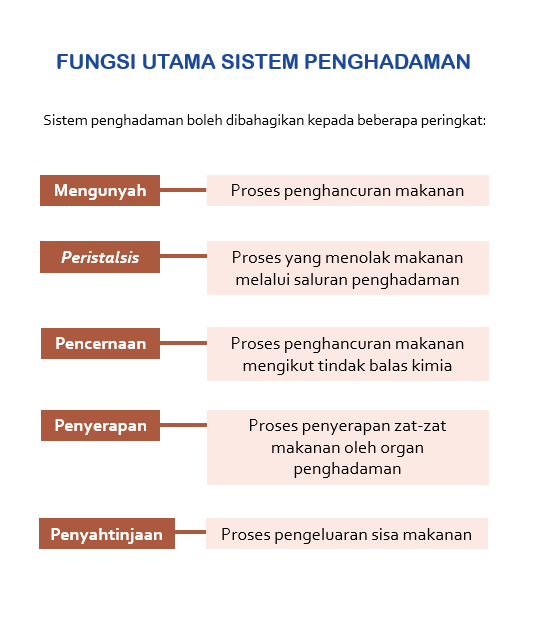 FUNGSI UTAMA SISTEM PENGHADAMAN
Sistem penghadaman boleh dibahagikan kepada beberapa peringkat:
Mengunyah
Proses penghancuran makanan
Peristalsis
Proses yang menolak makanan
melalui saluran penghadaman
Pencernaan
Proses penghancuran makanan
mengikut tindak balas kimia
Penyerapan
Proses penyerapan zat-zat
makanan oleh organ
penghadaman
Penyahtinjaan
Proses pengeluaran sisa makanan